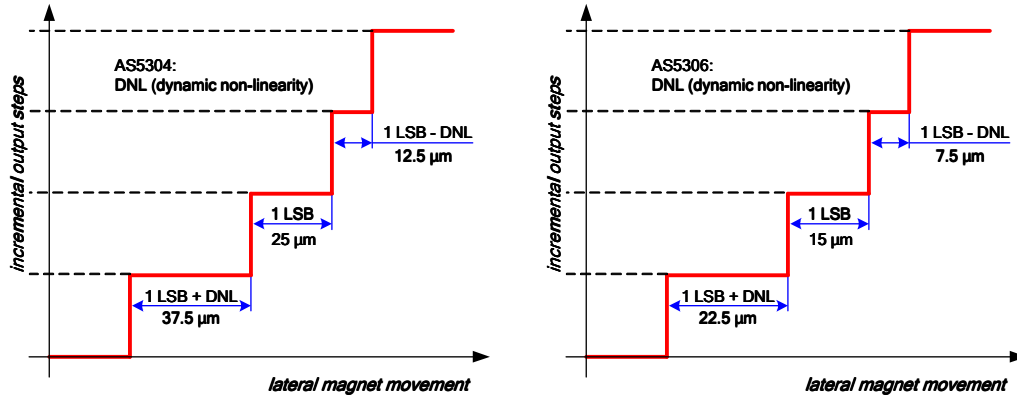 AS5304:
DNL (dynamic non-linearity)
incremental output steps
1 LSB - DNL
12.5 µm
1 LSB
25 µm
1 LSB + DNL
37.5 µm
lateral magnet movement
AS5306:
DNL (dynamic non-linearity)
incremental output steps
1 LSB - DNL
7.5 µm
1 LSB
15 µm
1 LSB + DNL
22.5 µm
lateral magnet movement